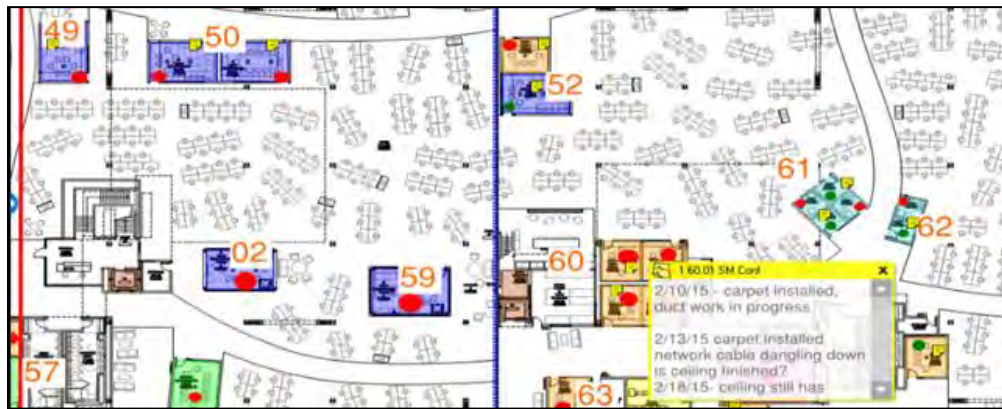 49
50
52
61
62
02
59
60
1 60.01 SM Conf
2/10/15 - carpet installed,
duct work in progress
2/13/15 carpet installed
network cable dangling down
is ceiling finished?
2/18/15- ceiling still has
57
63